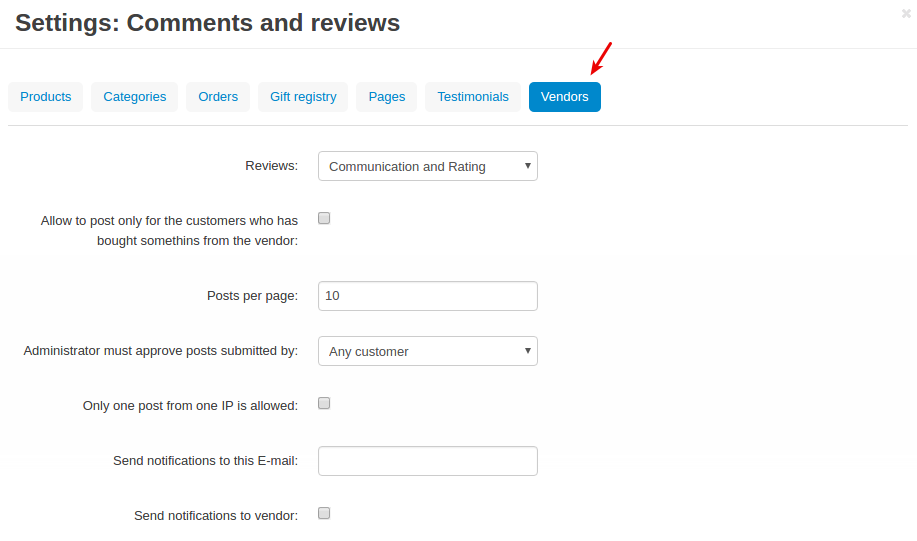 Settings: Comments and reviews
Products Categories Orders Gift registry Pages Testimonials Vendors
Reviews: Communication and Rating
Allow to post only for the customers who has
bought somethins from the vendor:
Posts per page: 10
Administrator must approve posts submitted by: Any customer
Only one post from one IP is allowed:
Send notifications to this E-mail:
Send notifications to vendor: